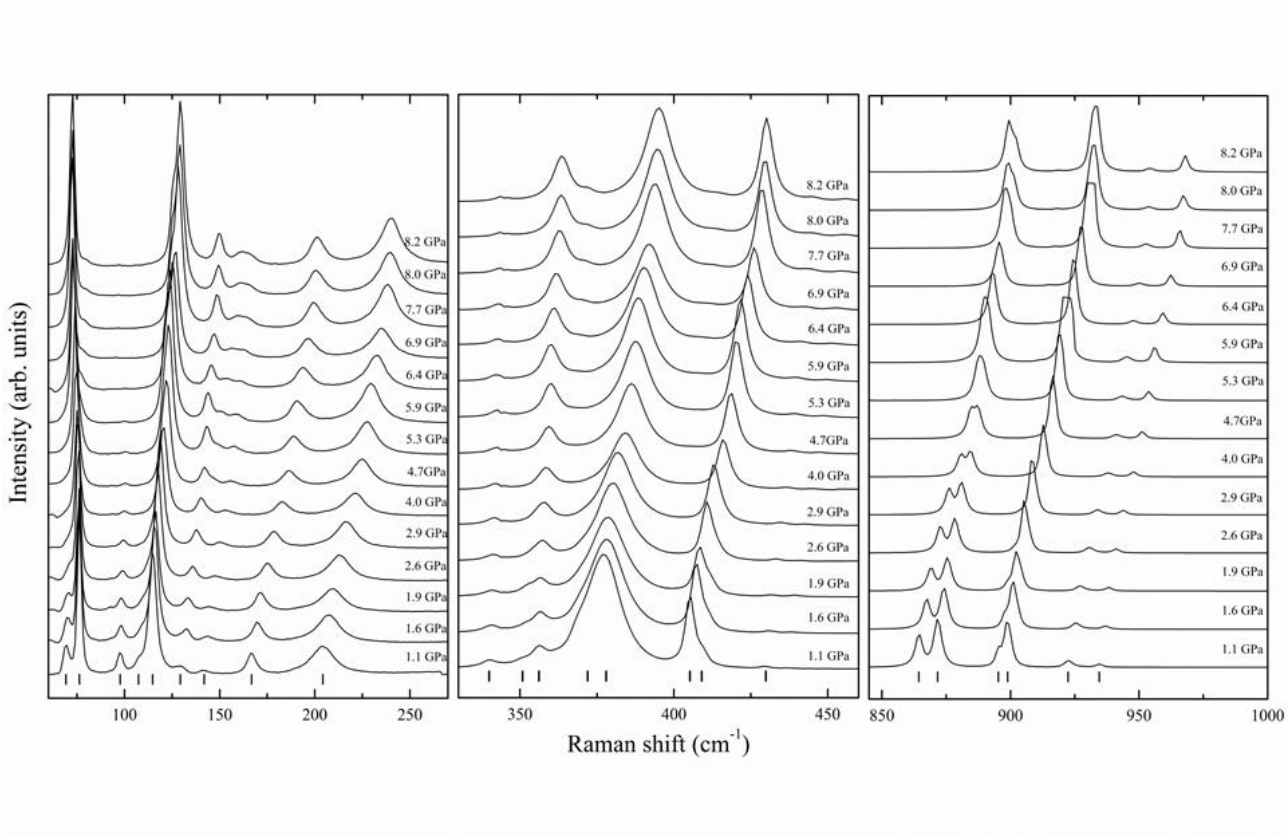 Intensity (arb. units)
8.2 GPa
8.0 GPa
7.7 GPa
6.9 GPa
6.4 GPa
5.9 GPa
5.3 GPa
4.7GPa
4.0 GPa
2.9 GPa
2.6 GPa
1.9 GPa
1.6 GPa
1.1 GPa
100 150 200 250
8.2 GPa
8.0 GPa
7.7 GPa
6.9 GPa
6.4 GPa
5.9 GPa
5.3 GPa
4.7GPa
4.0 GPa
2.9 GPa
2.6 GPa
1.9 GPa
1.6 GPa
1.1 GPa
350 400 450
8.2 GPa
8.0 GPa
7.7 GPa
6.9 GPa
6.4 GPa
5.9 GPa
5.3 GPa
4.7GPa
4.0 GPa
2.9 GPa
2.6 GPa
1.9 GPa
1.6 GPa
1.1 GPa
850 900 950 1000
Raman shift (cm⁻¹)